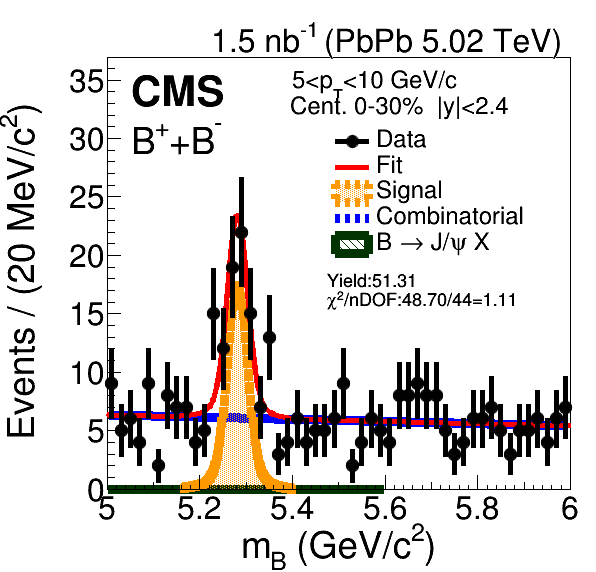 1.5 nb⁻¹ (PbPb 5.02 TeV)
CMS
B⁺+B⁻
5<p_T<10 GeV/c
Cent. 0-30% |y|<2.4
Data
Fit
Signal
Combinatorial
B → J/ψ X
Yield:51.31
χ²/nDOF:48.70/44=1.11
Events / (20 MeV/c²)
35
30
25
20
15
10
5
0
5 5.2 5.4 5.6 5.8 6
m_B (GeV/c²)